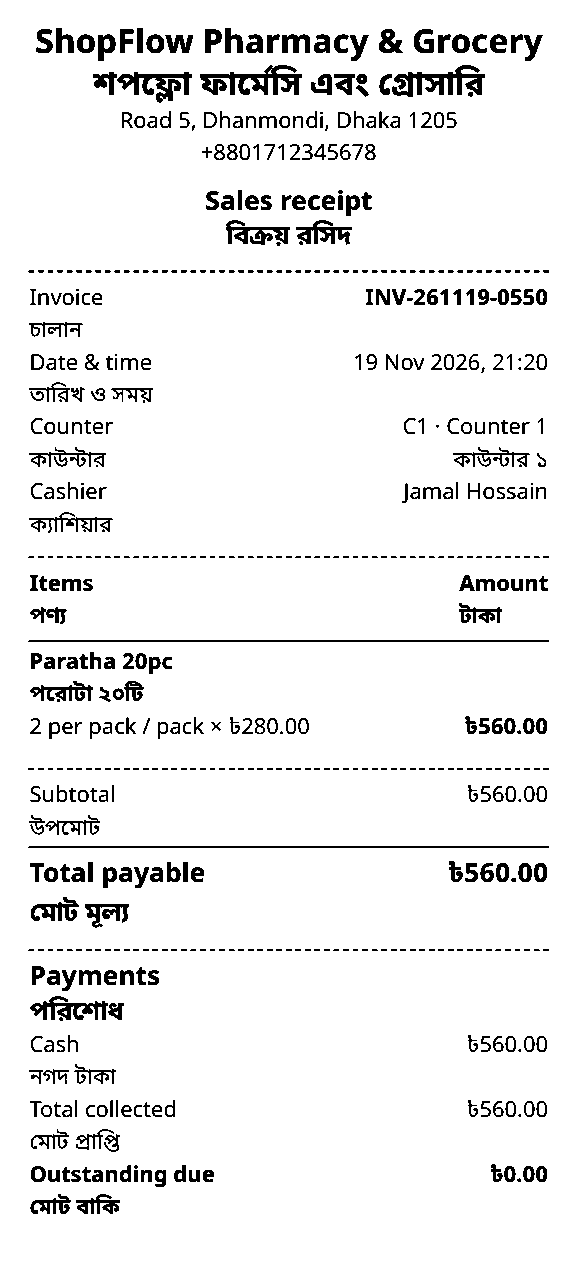 ShopFlow Pharmacy & Grocery
শপফ্লো ফার্মেসি এবং গ্রোসারি
Road 5, Dhanmondi, Dhaka 1205
+8801712345678
Sales receipt
বিক্রয় রসিদ
Invoice INV-261119-0550
চালান
Date & time 19 Nov 2026, 21:20
তারিখ ও সময়
Counter C1 · Counter 1
কাউন্টার কাউন্টার ১
Cashier Jamal Hossain
ক্যাশিয়ার
Items Amount
পণ্য টাকা
Paratha 20pc
পরোটা ২০টি
2 per pack / pack × ৳280.00 ৳560.00
Subtotal ৳560.00
উপমোট
Total payable ৳560.00
মোট মূল্য
Payments
পরিশোধ
Cash ৳560.00
নগদ টাকা
Total collected ৳560.00
মোট প্রাপ্তি
Outstanding due ৳0.00
মোট বাকি